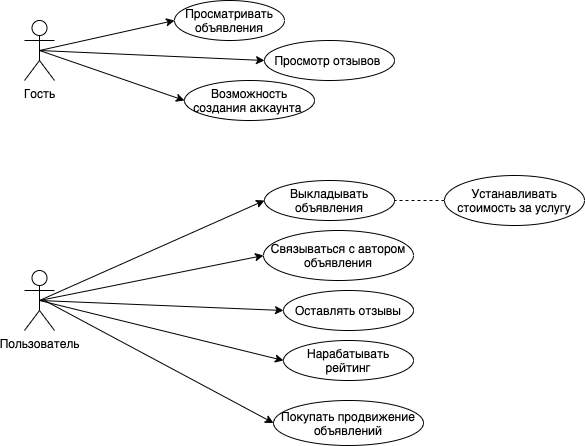 Просматривать
объявления
Просмотр отзывов
Возможность
создания аккаунта
Гость
Выкладывать
объявления
Устанавливать
стоимость за услугу
Связываться с автором
объявления
Оставлять отзывы
Пользователь
Нарабатывать
рейтинг
Покупать продвижение
объявлений